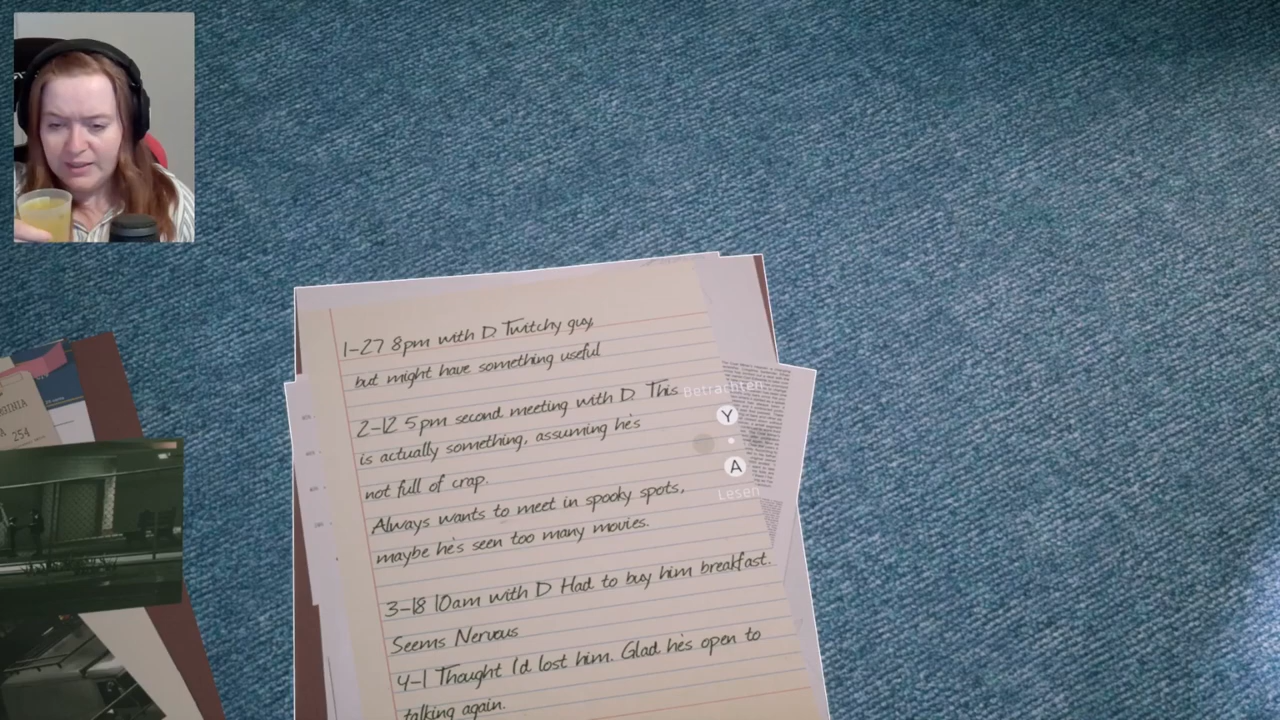 1-27 8pm with D. Twitchy guy,
but might have something useful
2-12 5pm second meeting with D. This
is actually something, assuming he's
not full of crap.
Always wants to meet in spooky spots,
maybe he's seen too many movies.
3-18 10am with D Had to buy him breakfast.
Seems Nervous
4-1 Thought I'd lost him. Glad he's open to
talking again.
Betrachten
Y
A
Lesen
254